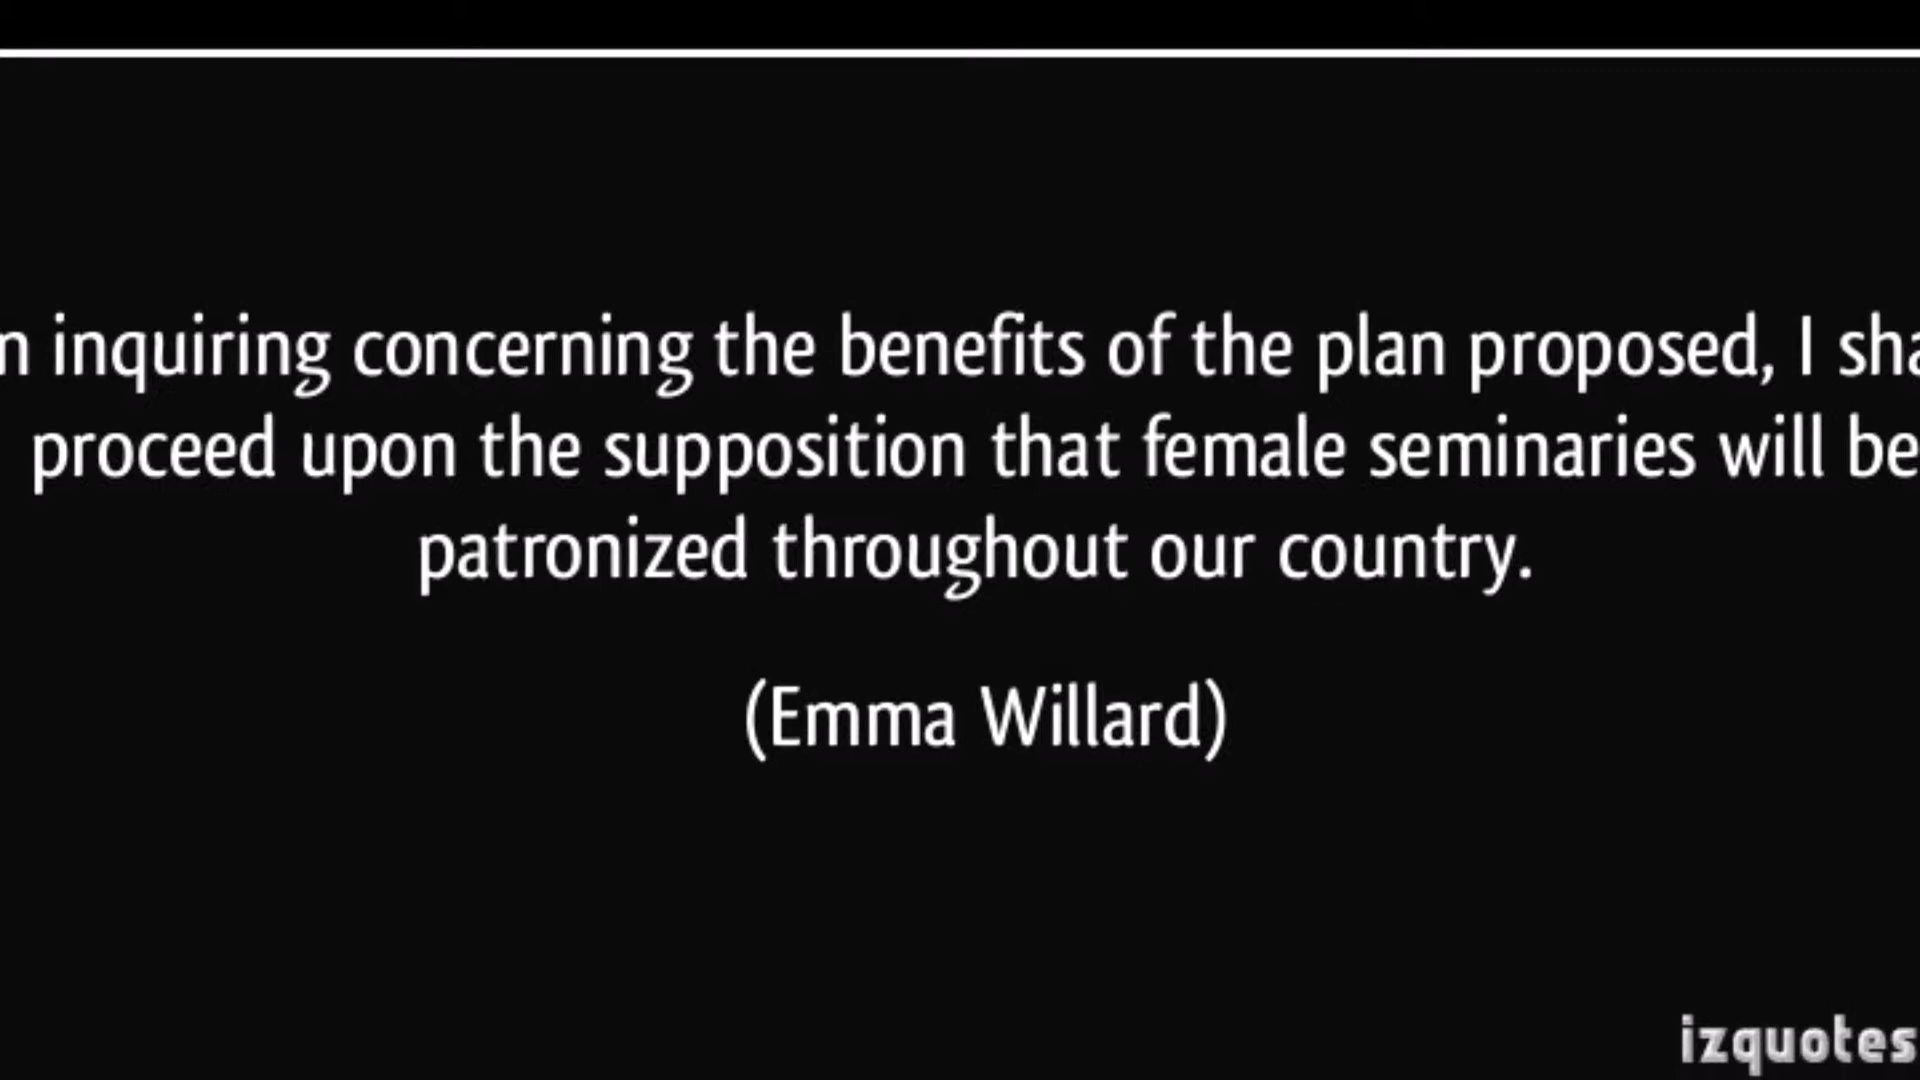 n inquiring concerning the benefits of the plan proposed, I sha
proceed upon the supposition that female seminaries will be
patronized throughout our country.
(Emma Willard)
izquotes